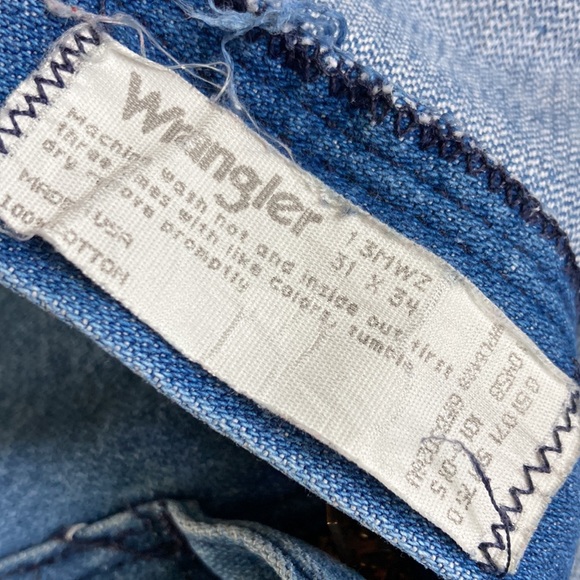 Wrangler
13MWZ
31 X 34
Machine wash hot and inside out first
three times with like colors, tumble
dry remove promptly
MADE USA
100% COTTON
0453